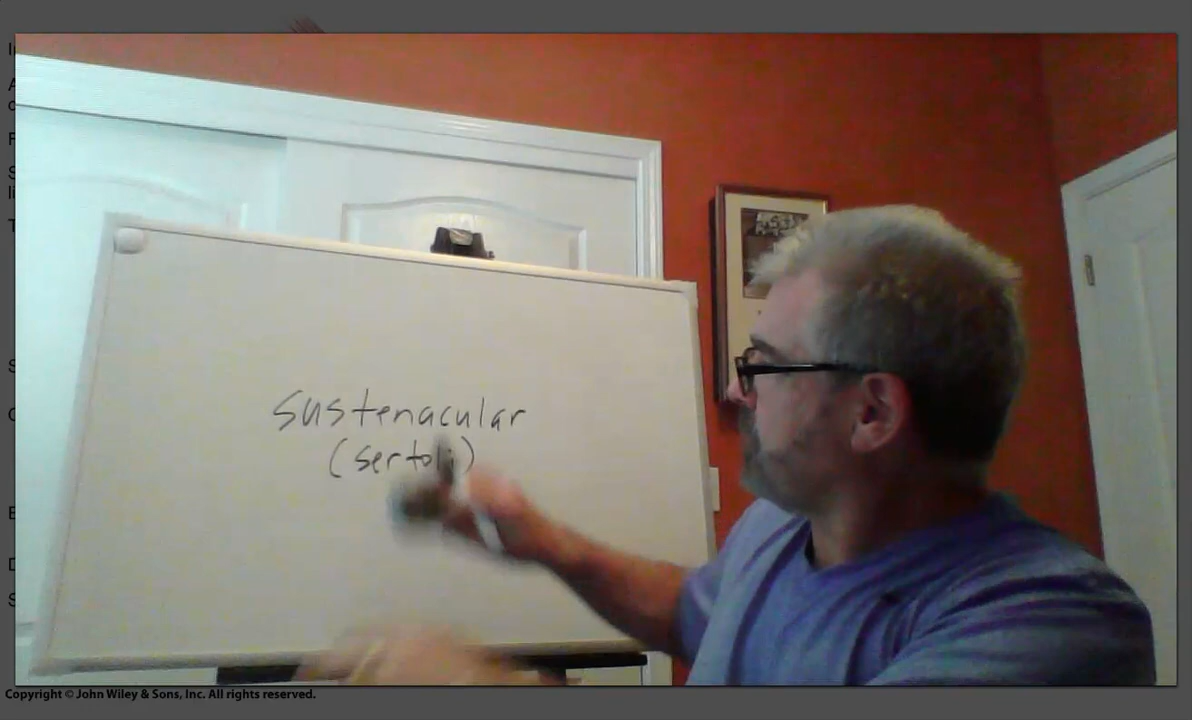 sustenacular
(sertoli)
Copyright © John Wiley & Sons, Inc. All rights reserved.